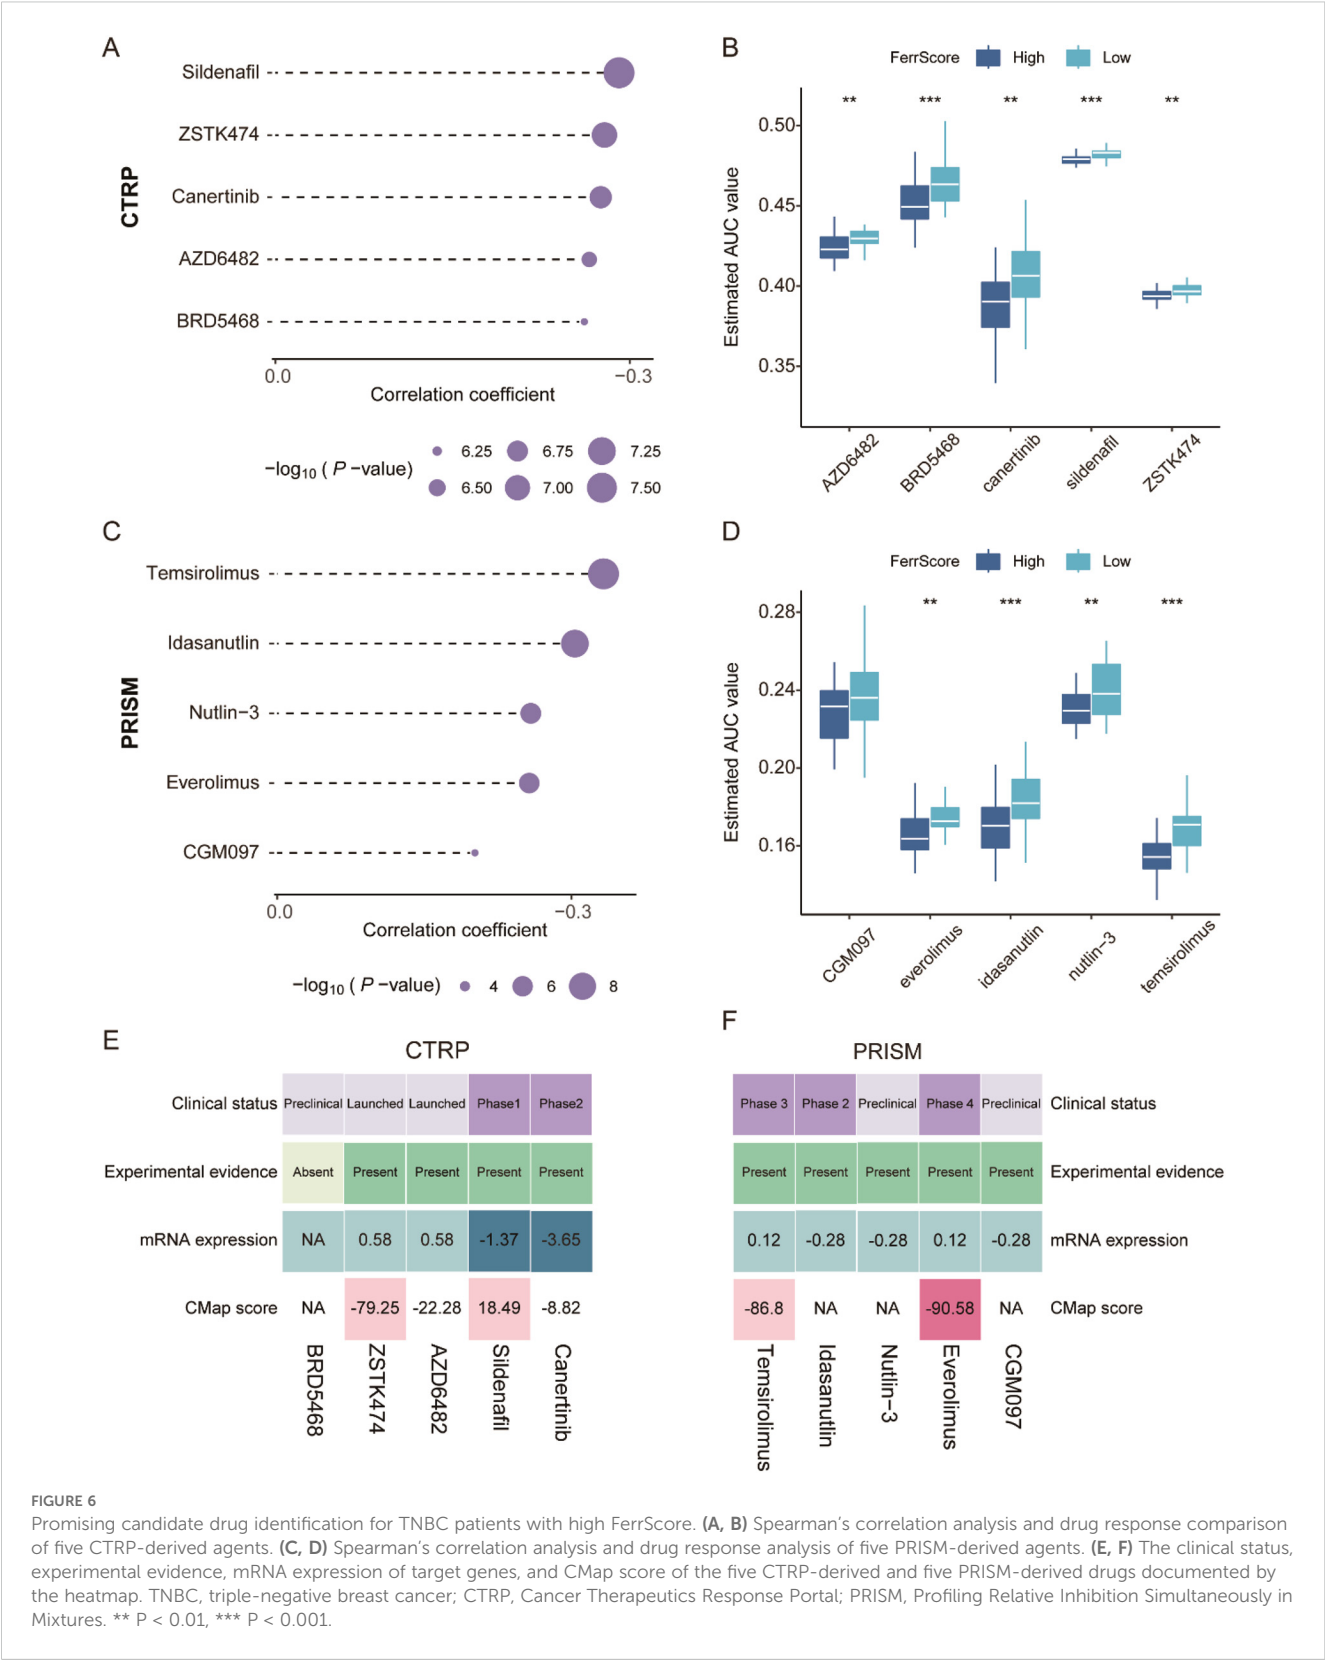 A
Sildenafil
ZSTK474
Canertinib
AZD6482
BRD5468
CTRP
0.0
−0.3
Correlation coefficient
−log10 ( P −value)
6.25
6.75
7.25
6.50
7.00
7.50
B
FerrScore
High
Low
** *** ** *** **
Estimated AUC value
0.50
0.45
0.40
0.35
AZD6482
BRD5468
canertinib
sildenafil
ZSTK474
C
Temsirolimus
Idasanutlin
Nutlin−3
Everolimus
CGM097
PRISM
0.0
−0.3
Correlation coefficient
−log10 ( P −value)
4
6
8
D
FerrScore
High
Low
** *** ** ***
Estimated AUC value
0.28
0.24
0.20
0.16
CGM097
everolimus
idasanutlin
nutlin−3
temsirolimus
E
CTRP
Clinical status Preclinical Launched Launched Phase1 Phase2
Experimental evidence Absent Present Present Present Present
mRNA expression NA 0.58 0.58 -1.37 -3.65
CMap score NA -79.25 -22.28 18.49 -8.82
BRD5468
ZSTK474
AZD6482
Sildenafil
Canertinib
F
PRISM
Phase 3 Phase 2 Preclinical Phase 4 Preclinical Clinical status
Present Present Present Present Present Experimental evidence
0.12 -0.28 -0.28 0.12 -0.28 mRNA expression
-86.8 NA NA -90.58 NA CMap score
Temsirolimus
Idasanutlin
Nutlin−3
Everolimus
CGM097
FIGURE 6
Promising candidate drug identification for TNBC patients with high FerrScore. (A, B) Spearman's correlation analysis and drug response comparison
of five CTRP-derived agents. (C, D) Spearman's correlation analysis and drug response analysis of five PRISM-derived agents. (E, F) The clinical status,
experimental evidence, mRNA expression of target genes, and CMap score of the five CTRP-derived and five PRISM-derived drugs documented by
the heatmap. TNBC, triple-negative breast cancer; CTRP, Cancer Therapeutics Response Portal; PRISM, Profiling Relative Inhibition Simultaneously in
Mixtures. ** P < 0.01, *** P < 0.001.